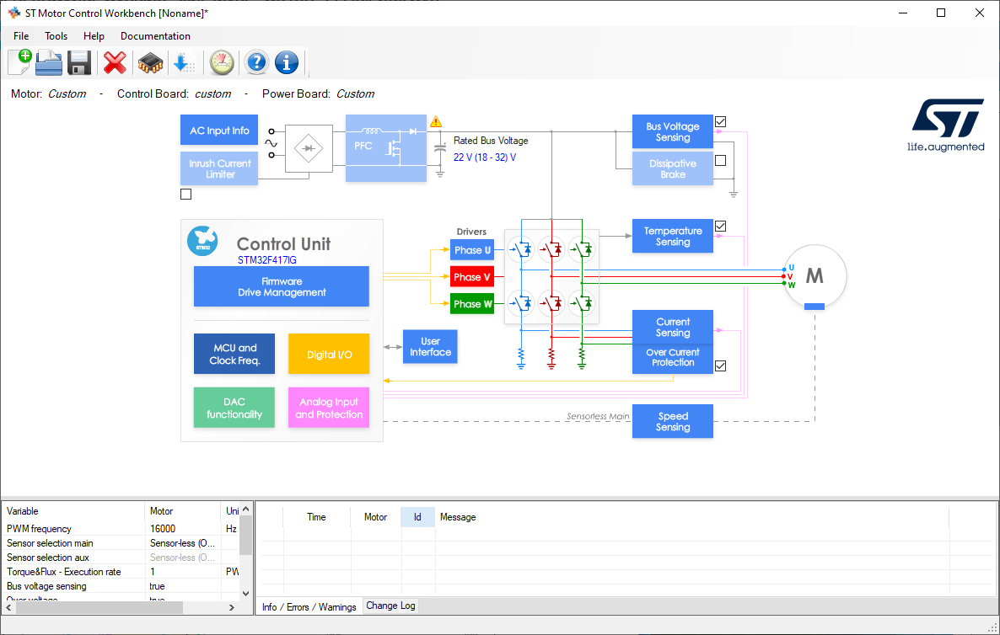 ST Motor Control Workbench [Noname]*
File Tools Help Documentation
Motor: Custom - Control Board: custom - Power Board: Custom
AC Input Info
Inrush Current
Limiter
PFC
Rated Bus Voltage
22 V (18 - 32) V
Bus Voltage
Sensing
Dissipative
Brake
ST
life.augmented
STM32
Control Unit
STM32F417IG
Firmware
Drive Management
MCU and
Clock Freq.
Digital I/O
DAC
functionality
Analog Input
and Protection
Drivers
Phase U
Phase V
Phase W
User
Interface
Temperature
Sensing
U
V
W
M
Current
Sensing
Over Current
Protection
Sensorless Main
Speed
Sensing
Variable Motor Uni
PWM frequency 16000 Hz
Sensor selection main Sensor-less (O...
Sensor selection aux Sensor-less (O...
Torque&Flux - Execution rate 1 PW
Bus voltage sensing true
Over voltage true
Time Motor Id Message
Info / Errors / Warnings Change Log